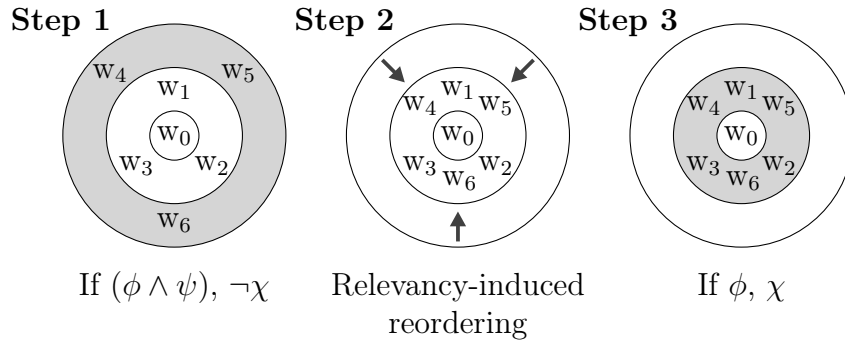 Step 1 Step 2 Step 3
w₄ w₅ w₁ w₀ w₃ w₂ w₆
w₁ w₄ w₅ w₀ w₃ w₂ w₆
w₁ w₄ w₅ w₀ w₃ w₂ w₆
If (ϕ ∧ ψ), ¬χ
Relevancy-induced
reordering
If ϕ, χ